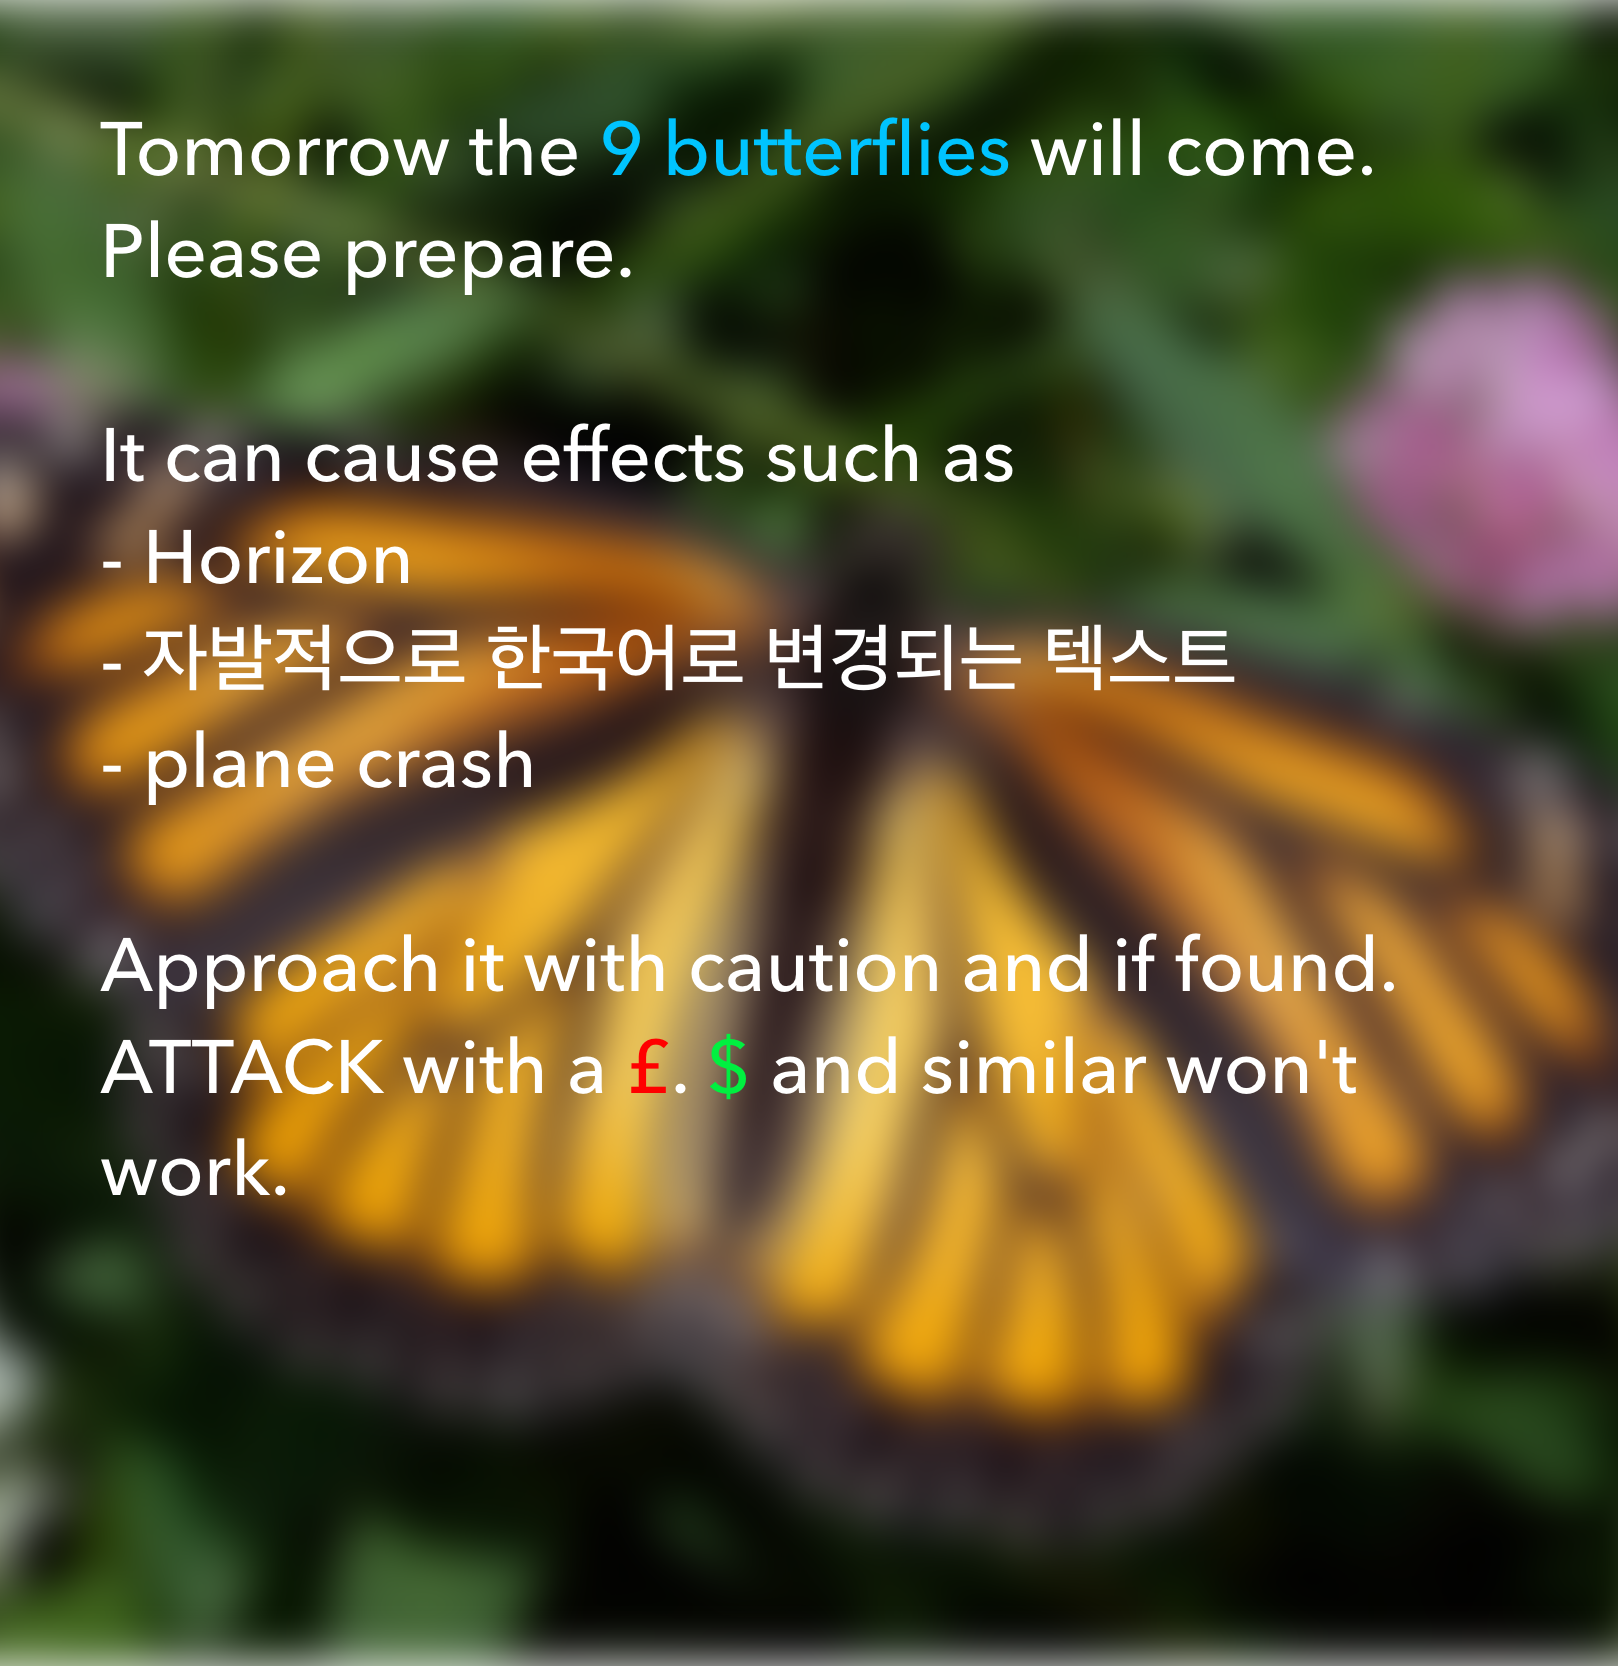 Tomorrow the 9 butterflies will come.
Please prepare.
It can cause effects such as
- Horizon
- 자발적으로 한국어로 변경되는 텍스트
- plane crash
Approach it with caution and if found.
ATTACK with a £. $ and similar won't
work.